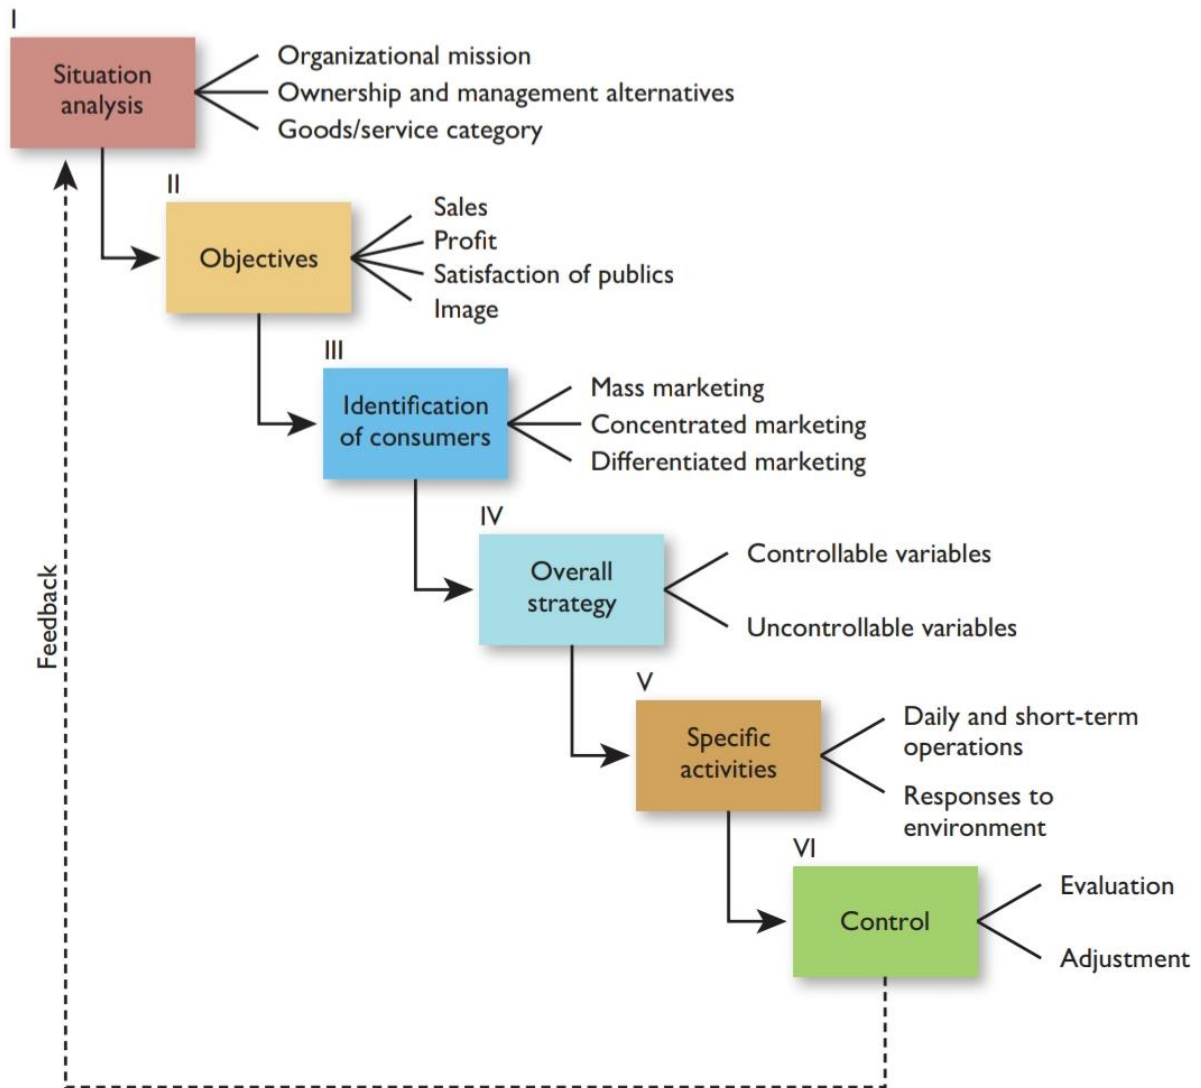 I
Situation
analysis
Organizational mission
Ownership and management alternatives
Goods/service category
II
Objectives
Sales
Profit
Satisfaction of publics
Image
III
Identification
of consumers
Mass marketing
Concentrated marketing
Differentiated marketing
IV
Overall
strategy
Controllable variables
Uncontrollable variables
V
Specific
activities
Daily and short-term
operations
Responses to
environment
VI
Control
Evaluation
Adjustment
Feedback